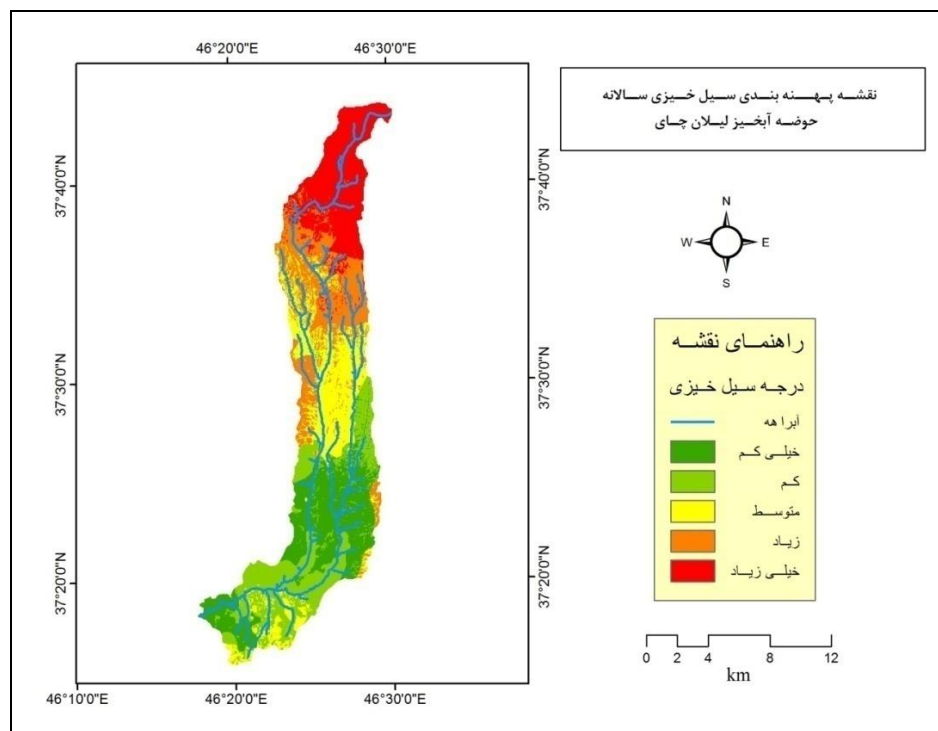 46°20'0"E
46°30'0"E
نقشه پهنه بندی سیل خیزی سالانه
حوضه آبخیز لیلان چای
37°40'0"N
37°40'0"N
N
W
E
S
راهنمای نقشه
درجه سیل خیزی
آبراهه
خیلی کم
کم
متوسط
زیاد
خیلی زیاد
37°30'0"N
37°30'0"N
37°20'0"N
37°20'0"N
0 2 4 8 12
km
46°10'0"E
46°20'0"E
46°30'0"E